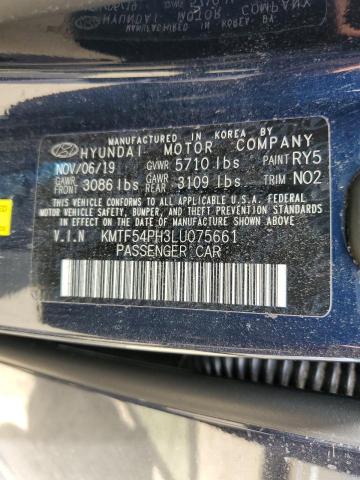 MANUFACTURED IN KOREA BY
HYUNDAI MOTOR COMPANY
NOV/06/19 GVWR 5710 lbs PAINT RY5
GAWR FRONT 3086 lbs GAWR REAR 3109 lbs TRIM NO2
THIS VEHICLE CONFORMS TO ALL APPLICABLE U.S.A FEDERAL
MOTOR VEHICLE SAFETY, BUMPER, AND THEFT PREVENTION STANDARDS
IN EFFECT ON THE DATE OF MANUFACTURE SHOWN ABOVE.
V.I.N KMTF54PH3LU075661
PASSENGER CAR